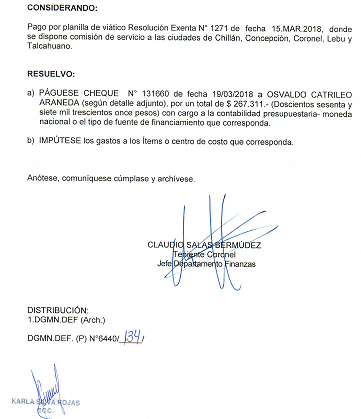 CONSIDERANDO:
Pago por planilla de viático Resolución Exenta N° 1271 de fecha 15.MAR.2018, donde
se dispone comisión de servicio a las ciudades de Chillán, Concepción, Coronel, Lebu y
Talcahuano.
RESUELVO:
a) PÁGUESE CHEQUE N° 131660 de fecha 19/03/2018 a OSVALDO CATRILEO
ARANEDA (según detalle adjunto), por un total de $ 267.311.- (Doscientos sesenta y
siete mil trescientos once pesos) con cargo a la contabilidad presupuestaria- moneda
nacional o el tipo de fuente de financiamiento que corresponda.
b) IMPÚTESE los gastos a los Ítems o centro de costo que corresponda.
Anótese, comuníquese cúmplase y archívese.
CLAUDIO SALAS BERMÚDEZ
Teniente Coronel
Jefe Departamento Finanzas
DISTRIBUCIÓN:
1.DGMN.DEF (Arch.)
DGMN.DEF. (P) N°6440/ 134 /
KARLA SILVA ROJAS
ECC.